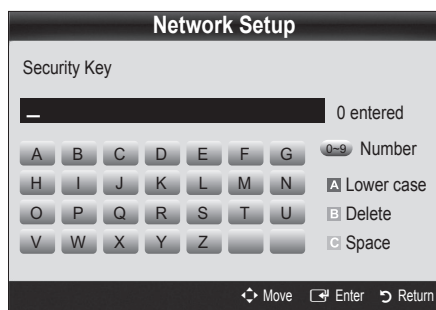 Network Setup
Security Key
_ 0 entered
A B C D E F G 0~9 Number
H I J K L M N A Lower case
O P Q R S T U B Delete
V W X Y Z C Space
Move Enter Return